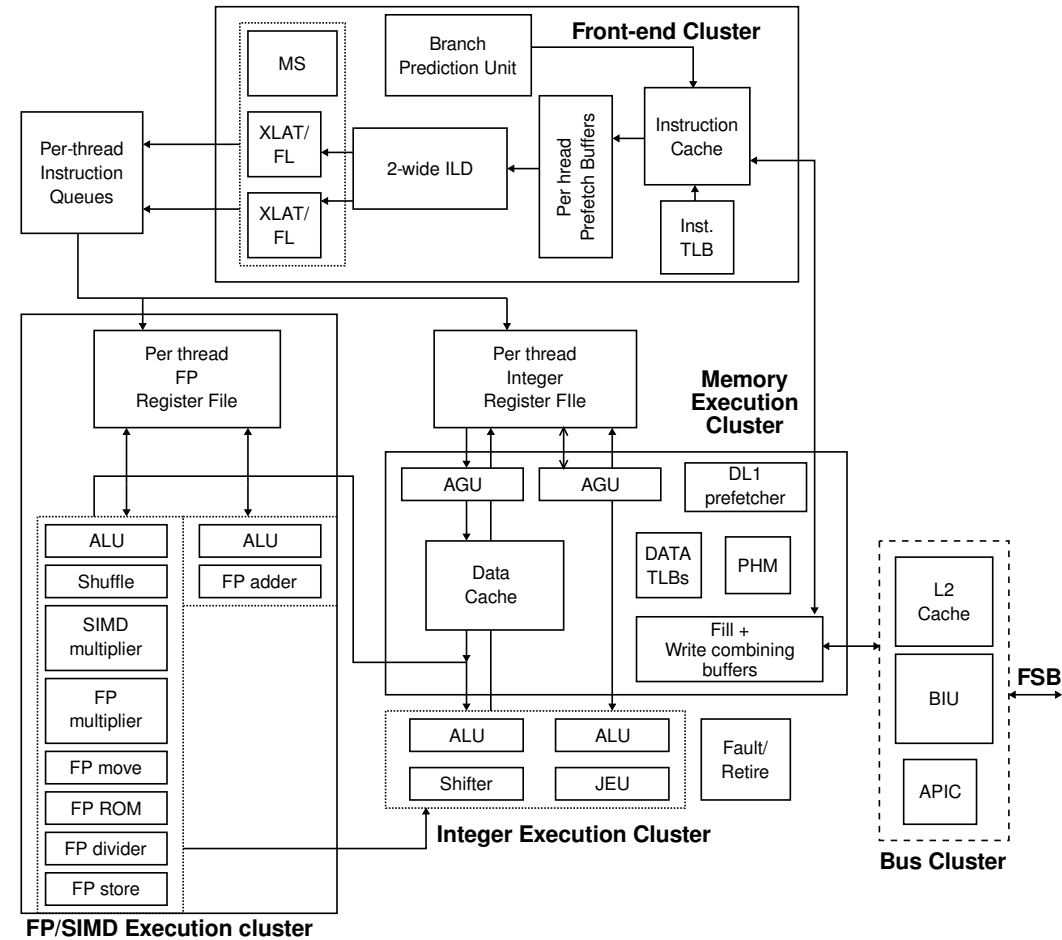 Front-end Cluster
MS
Branch
Prediction Unit
XLAT/
FL
XLAT/
FL
2-wide ILD
Per hread
Prefetch Buffers
Instruction
Cache
Inst.
TLB
Per-thread
Instruction
Queues
Per thread
FP
Register File
Per thread
Integer
Register FIle
Memory
Execution
Cluster
AGU
AGU
DL1
prefetcher
Data
Cache
DATA
TLBs
PHM
Fill +
Write combining
buffers
ALU
Shuffle
SIMD
multiplier
FP
multiplier
FP move
FP ROM
FP divider
FP store
ALU
FP adder
FP/SIMD Execution cluster
ALU
Shifter
ALU
JEU
Integer Execution Cluster
Fault/
Retire
L2
Cache
BIU
APIC
Bus Cluster
FSB